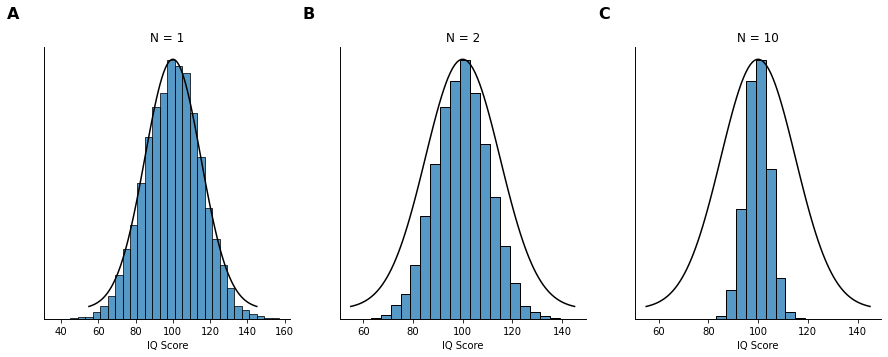 A
B
C
N = 1
N = 2
N = 10
40 60 80 100 120 140 160
60 80 100 120 140
60 80 100 120 140
IQ Score
IQ Score
IQ Score